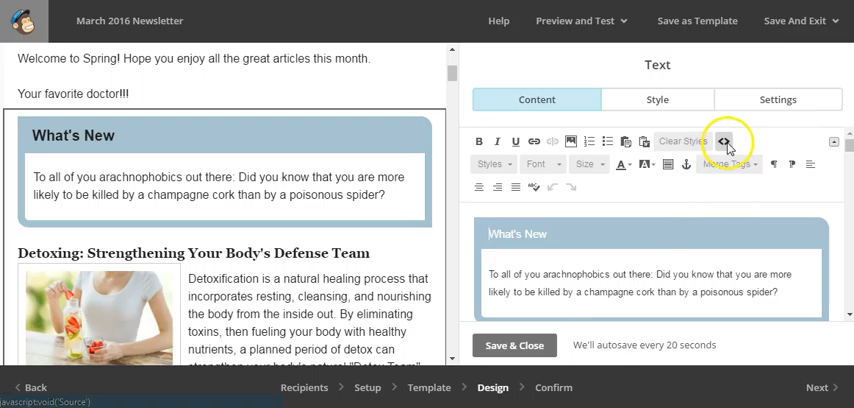 March 2016 Newsletter
Help
Preview and Test
Save as Template
Save And Exit
Welcome to Spring! Hope you enjoy all the great articles this month.
Your favorite doctor!!!
What's New
To all of you arachnophobics out there: Did you know that you are more
likely to be killed by a champagne cork than by a poisonous spider?
Detoxing: Strengthening Your Body's Defense Team
Detoxification is a natural healing process that
incorporates resting, cleansing, and nourishing
the body from the inside out. By eliminating
toxins, then fueling your body with healthy
nutrients, a planned period of detox can
strengthen your body's natural "Detox Team"
Text
Content
Style
Settings
B I U
Clear Styles
Styles
Font
Size
A
A
Merge Tags
What's New
To all of you arachnophobics out there: Did you know that you are more
likely to be killed by a champagne cork than by a poisonous spider?
Save & Close
We'll autosave every 20 seconds
Back
Recipients
Setup
Template
Design
Confirm
Next
javascript:void('Source')